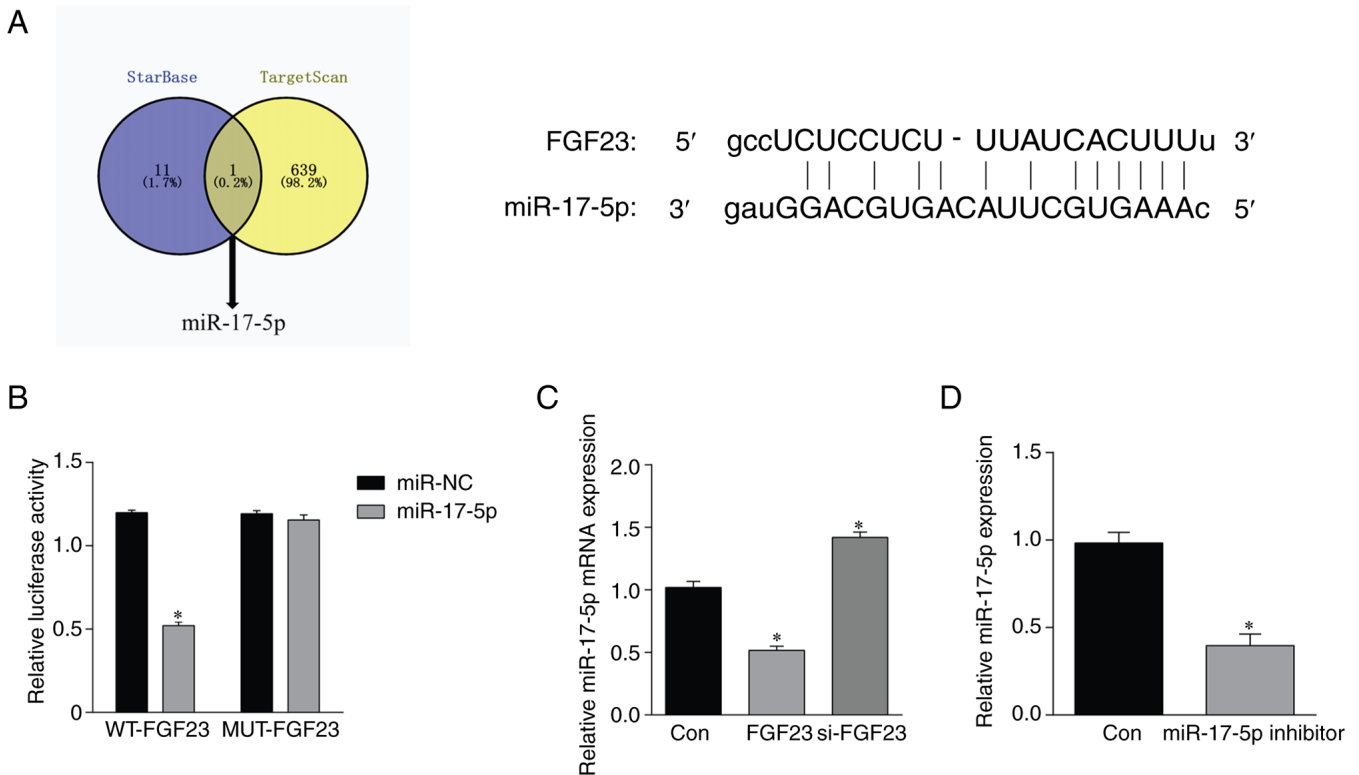 A
StarBase TargetScan
11 1 639
(1.7%) (0.2%) (98.2%)
miR-17-5p
FGF23: 5′ gccUCUCCUCU - UUAUCACUUUu 3′
miR-17-5p: 3′ gauGGACGUGACAUUCGUGAAAc 5′
B
Relative luciferase activity
1.5
1.0
0.5
0
*
WT-FGF23 MUT-FGF23
miR-NC
miR-17-5p
C
Relative miR-17-5p mRNA expression
2.0
1.5
1.0
0.5
0.0
*
*
Con FGF23 si-FGF23
D
Relative miR-17-5p expression
1.5
1.0
0.5
0.0
*
Con miR-17-5p inhibitor